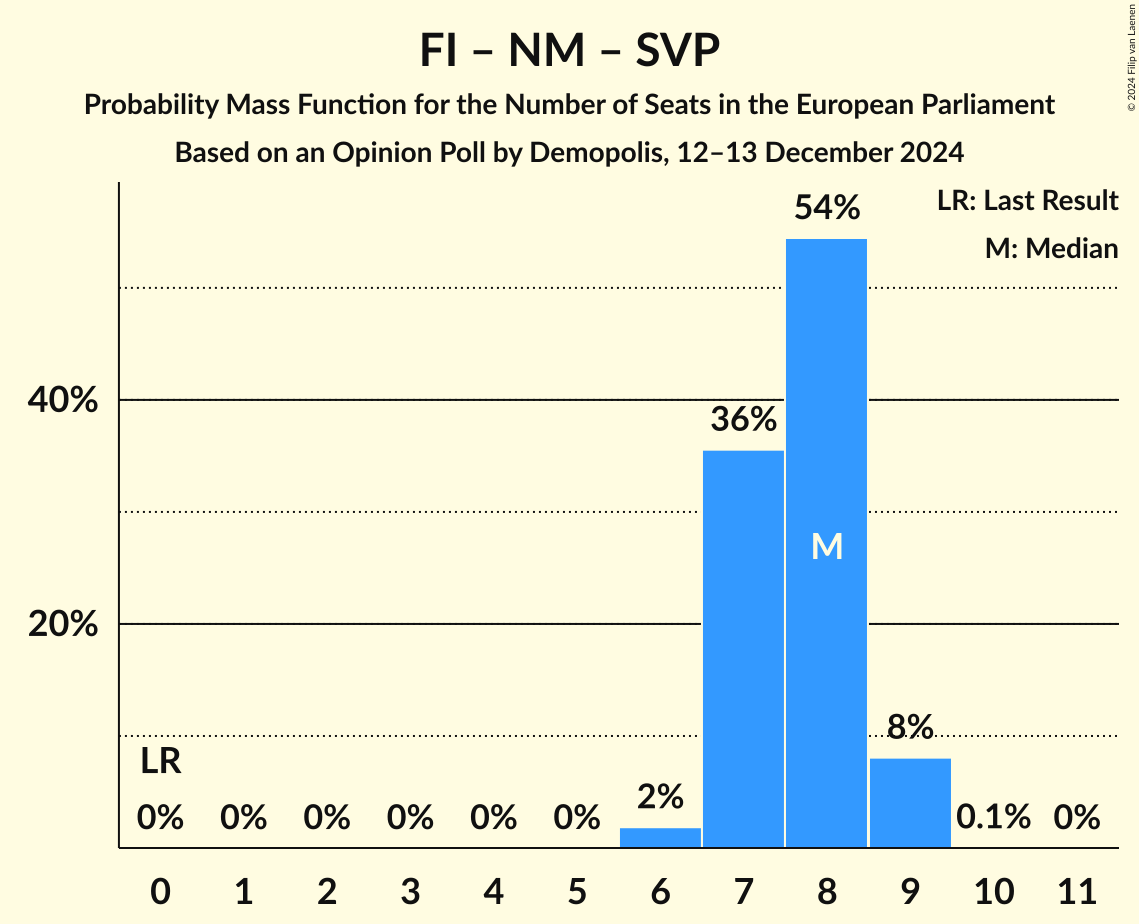 FI – NM – SVP
Probability Mass Function for the Number of Seats in the European Parliament
Based on an Opinion Poll by Demopolis, 12–13 December 2024
© 2024 Filip van Laenen
LR: Last Result
M: Median
54%
40%
36%
M
20%
8%
LR
2%
0% 0% 0% 0% 0% 0% 0.1% 0%
0 1 2 3 4 5 6 7 8 9 10 11